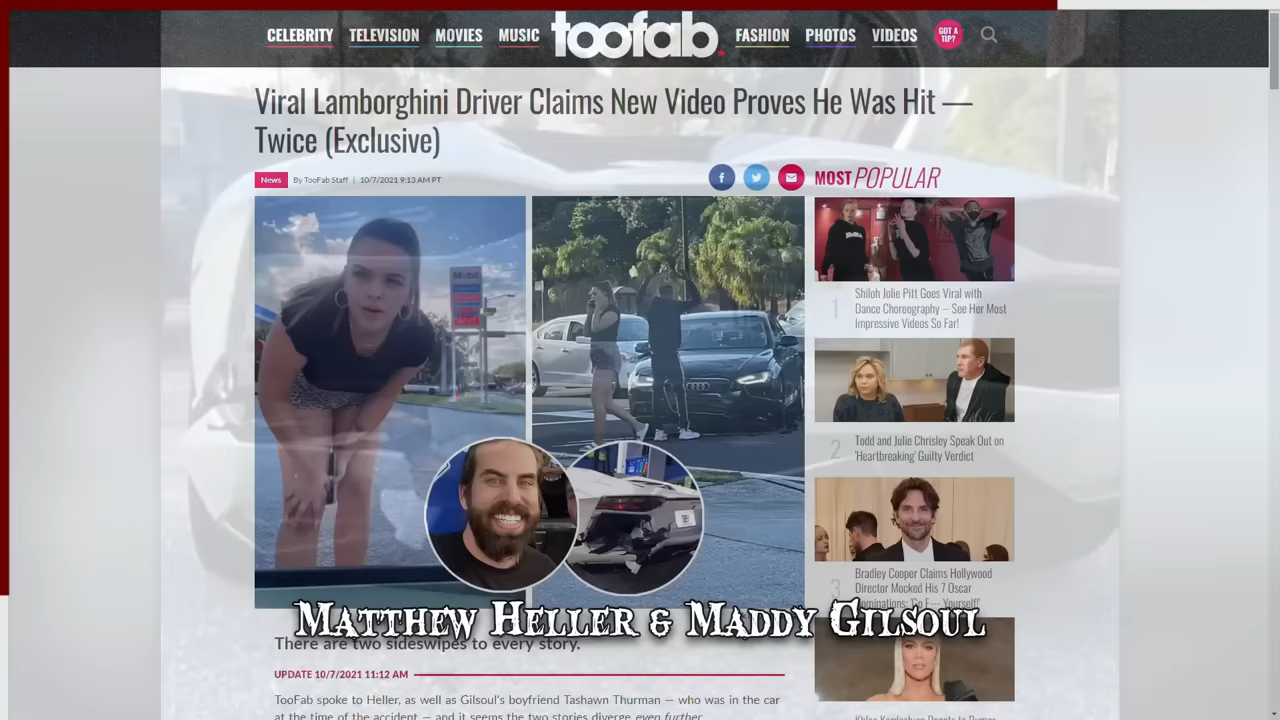 CELEBRITY TELEVISION MOVIES MUSIC toofab. FASHION PHOTOS VIDEOS GOT A TIP?
Viral Lamborghini Driver Claims New Video Proves He Was Hit —
Twice (Exclusive)
News By TooFab Staff | 10/7/2021 9:13 AM PT
MOST POPULAR
Mobil
1
Shiloh Jolie Pitt Goes Viral with
Dance Choreography -- See Her Most
Impressive Videos So Far!
2
Todd and Julie Chrisley Speak Out on
'Heartbreaking' Guilty Verdict
3
Bradley Cooper Claims Hollywood
Director Mocked His 7 Oscar
Nominations: 'Go F--- Yourself!'
Matthew Heller & Maddy Gilsoul
There are two sideswipes to every story.
UPDATE 10/7/2021 11:12 AM
TooFab spoke to Heller, as well as Gilsoul's boyfriend Tashawn Thurman — who was in the car
at the time of the accident — and it seems the two stories diverge even further.